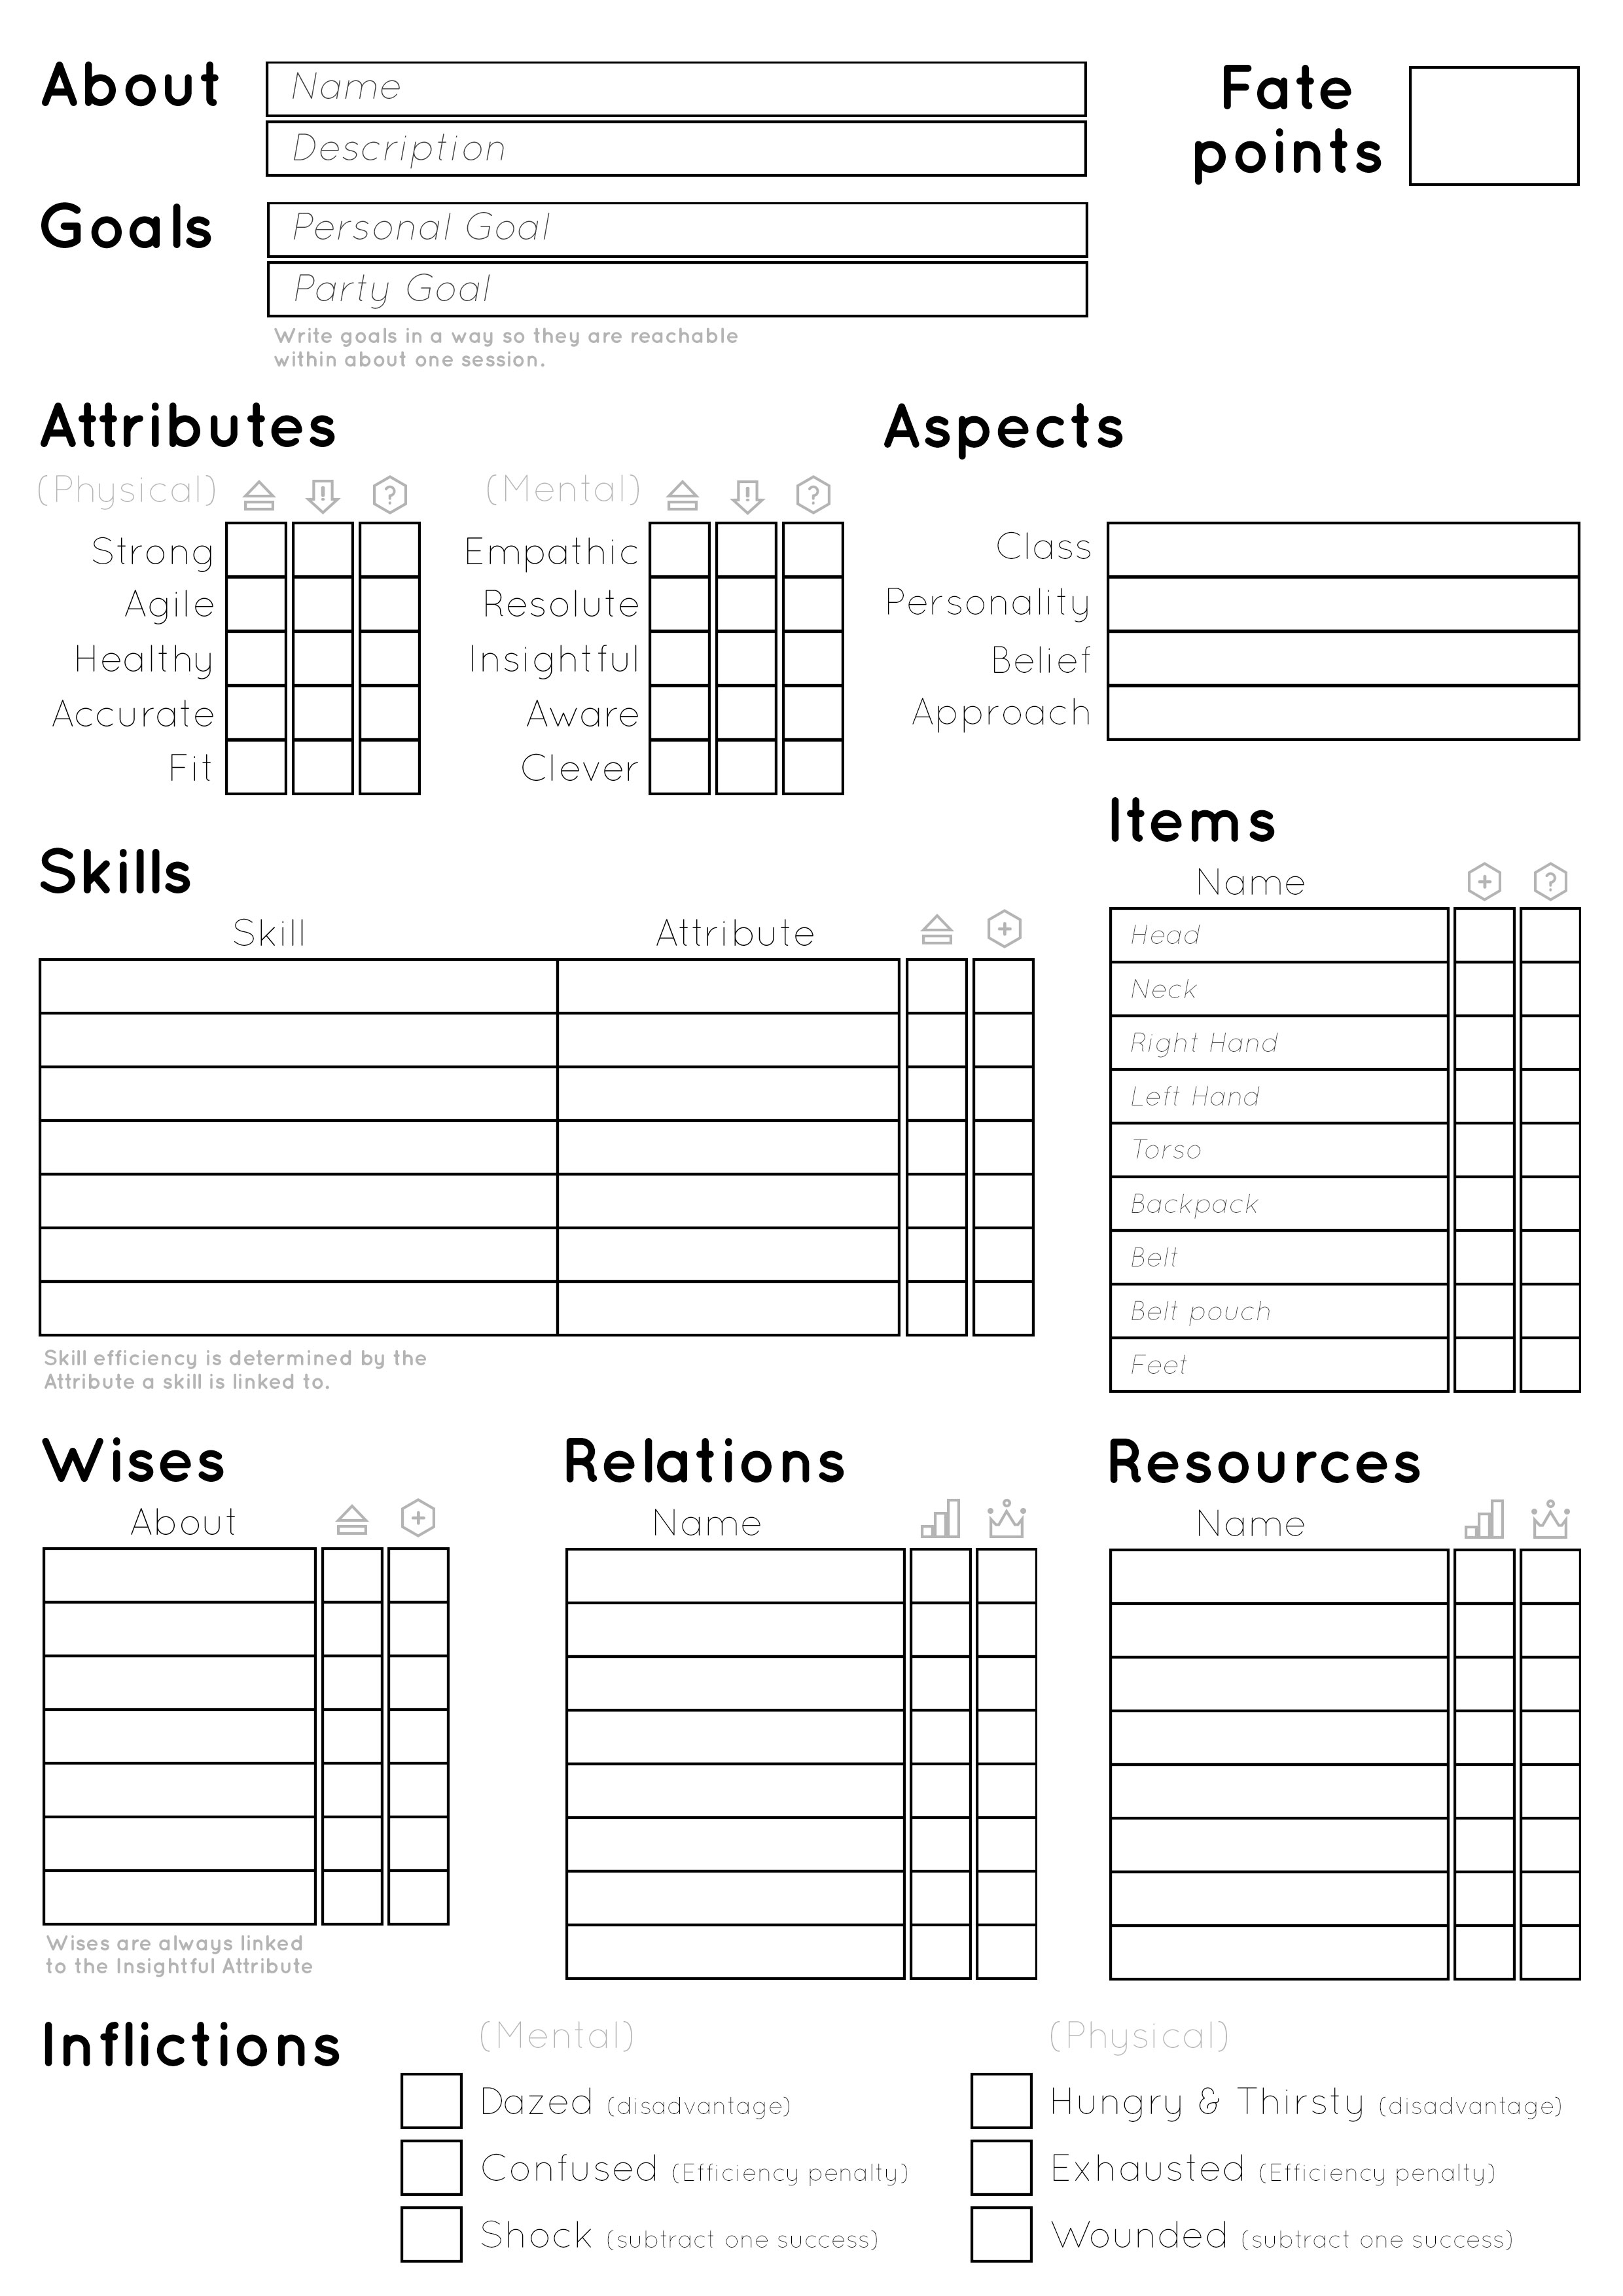 About
Name
Description
Fate
points
Goals
Personal Goal
Party Goal
Write goals in a way so they are reachable
within about one session.
Attributes
(Physical)
Strong
Agile
Healthy
Accurate
Fit
(Mental)
Empathic
Resolute
Insightful
Aware
Clever
Aspects
Class
Personality
Belief
Approach
Skills
Skill Attribute
Skill efficiency is determined by the
Attribute a skill is linked to.
Items
Name
Head
Neck
Right Hand
Left Hand
Torso
Backpack
Belt
Belt pouch
Feet
Wises
About
Wises are always linked
to the Insightful Attribute
Relations
Name
Resources
Name
Inflictions
(Mental)
Dazed (disadvantage)
Confused (Efficiency penalty)
Shock (subtract one success)
(Physical)
Hungry & Thirsty (disadvantage)
Exhausted (Efficiency penalty)
Wounded (subtract one success)